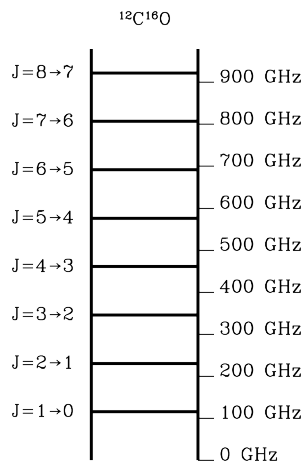 ¹²C¹⁶O
J=8→7
900 GHz
J=7→6
800 GHz
J=6→5
700 GHz
600 GHz
J=5→4
500 GHz
J=4→3
400 GHz
J=3→2
300 GHz
J=2→1
200 GHz
J=1→0
100 GHz
0 GHz